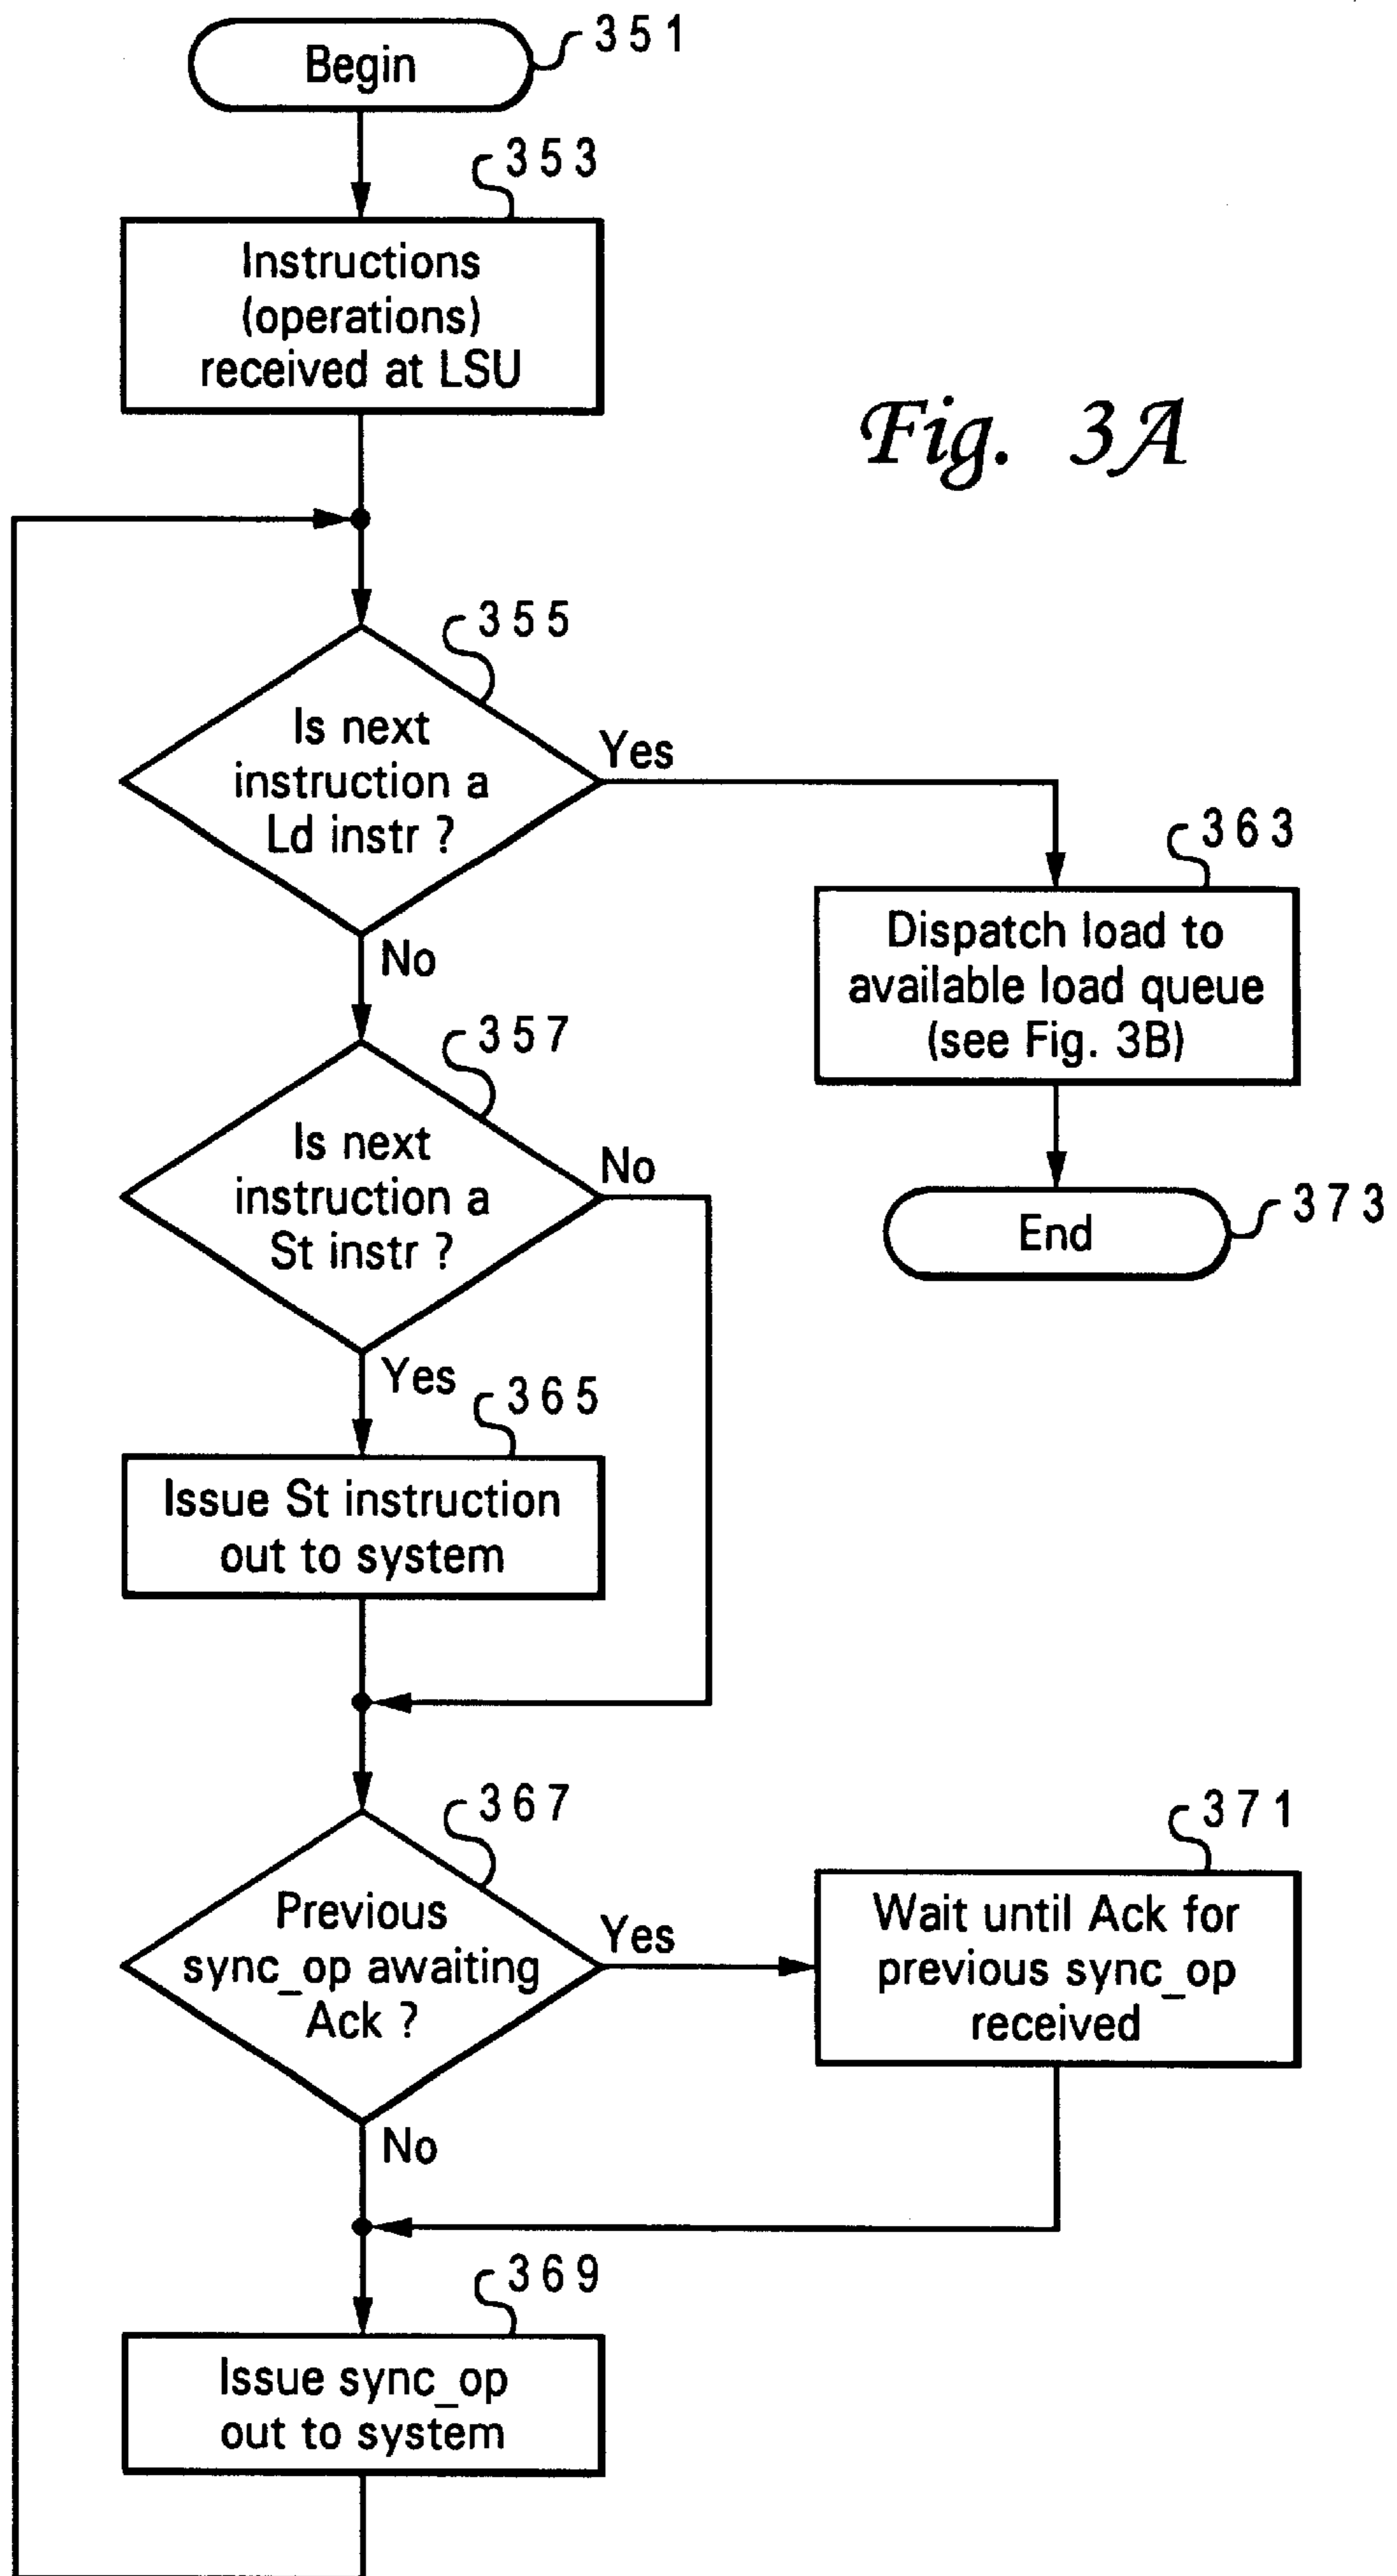 Begin
351
353
Instructions
(operations)
received at LSU
Fig. 3A
355
Is next
instruction a
Ld instr ?
Yes
No
363
Dispatch load to
available load queue
(see Fig. 3B)
357
Is next
instruction a
St instr ?
No
Yes
End
373
365
Issue St instruction
out to system
367
Previous
sync_op awaiting
Ack ?
Yes
No
371
Wait until Ack for
previous sync_op
received
369
Issue sync_op
out to system